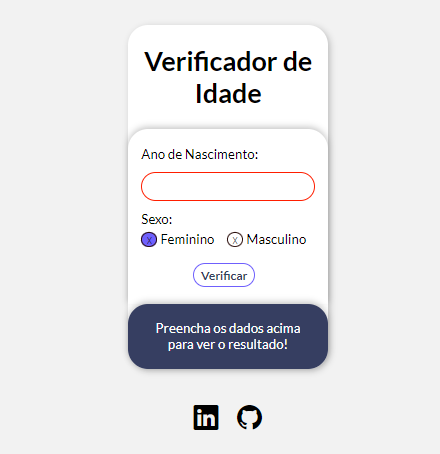 Verificador de
Idade
Ano de Nascimento:
Sexo:
X Feminino X Masculino
Verificar
Preencha os dados acima
para ver o resultado!
in